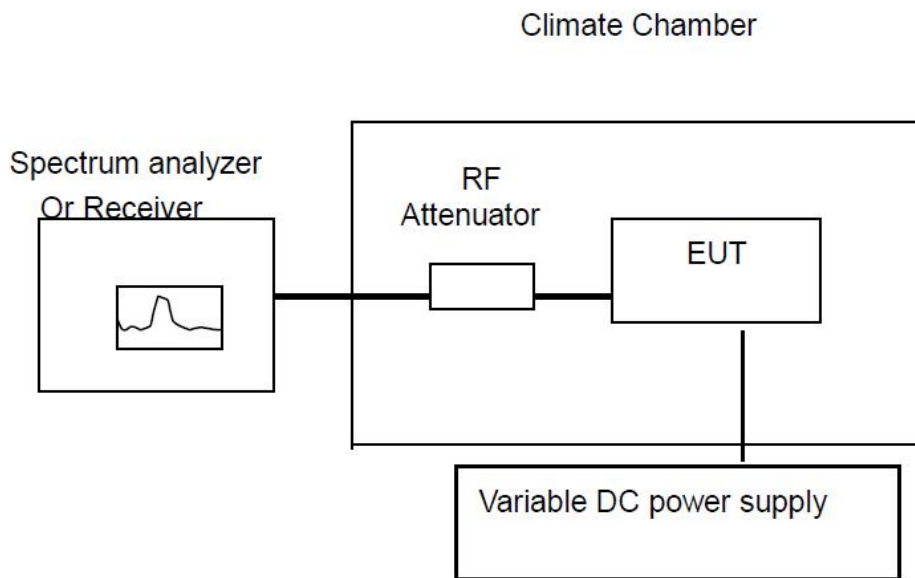 Climate Chamber
Spectrum analyzer
Or Receiver
RF
Attenuator
EUT
Variable DC power supply